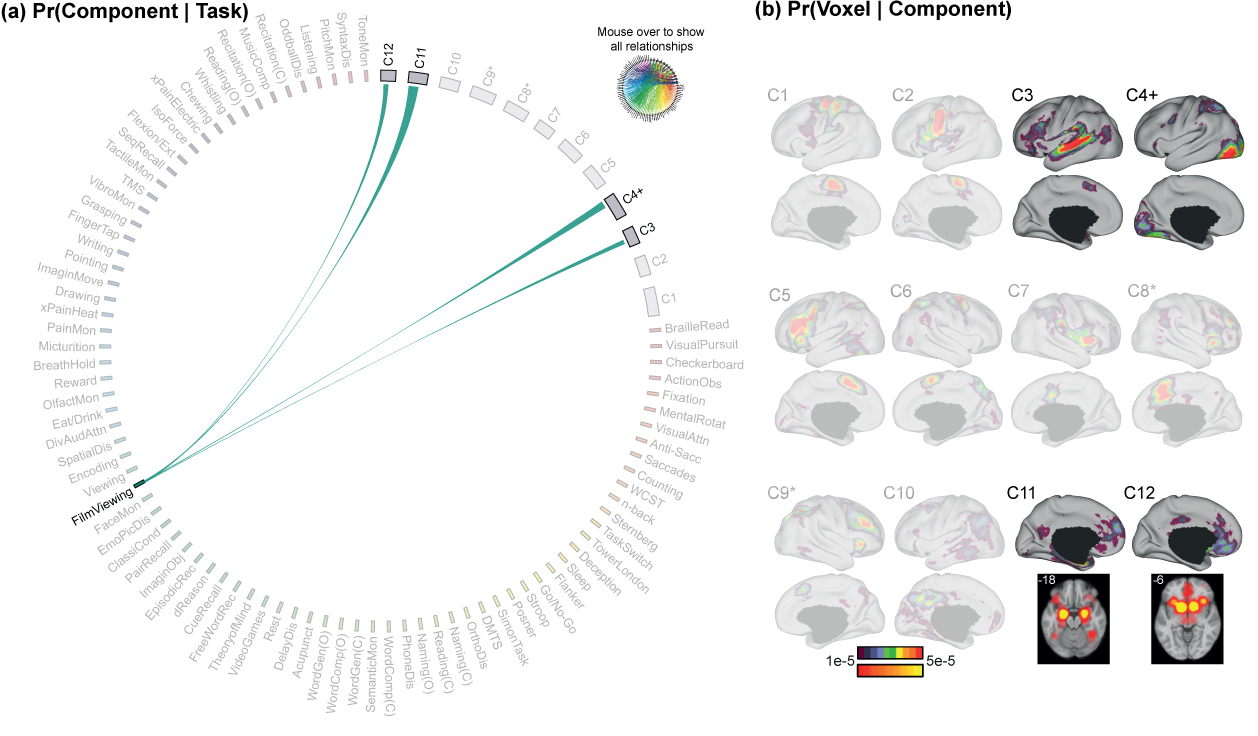 (a) Pr(Component | Task)
(b) Pr(Voxel | Component)
Mouse over to show
all relationships
ToneMon
SyntaxDis
PitchMon
Listening
OddballDis
Recitation(C)
MusicComp
Recitation(O)
Reading(O)
Whistling
Chewing
xPainElectric
IsoForce
Flexion/Ext
SeqRecall
TactileMon
TMS
VibroMon
Grasping
FingerTap
Writing
Pointing
ImaginMove
Drawing
xPainHeat
PainMon
Micturition
BreathHold
Reward
OlfactMon
Eat/Drink
DivAudAttn
SpatialDis
Encoding
Viewing
FilmViewing
FaceMon
EmoPicDis
ClassiCond
PairRecall
ImaginObj
EpisodicRec
dReason
CueRecall
FreeWordRec
TheoryofMind
VideoGames
Rest
DelayDis
Acupunct
WordGen(O)
WordComp(O)
WordGen(C)
SemanticMon
WordComp(C)
PhoneDis
Naming(O)
Reading(C)
Naming(C)
OrthoDis
DMTS
SimonTask
Posner
Stroop
Go/No-Go
Flanker
Sleep
Deception
TowerLondon
TaskSwitch
Sternberg
n-back
WCST
Counting
Saccades
Anti-Sacc
VisualAttn
MentalRotat
Fixation
ActionObs
Checkerboard
VisualPursuit
BrailleRead
C1
C2
C3
C4+
C5
C6
C7
C8*
C9*
C10
C11
C12
C1
C2
C3
C4+
C5
C6
C7
C8*
C9*
C10
C11
C12
-18
-6
1e-5
5e-5